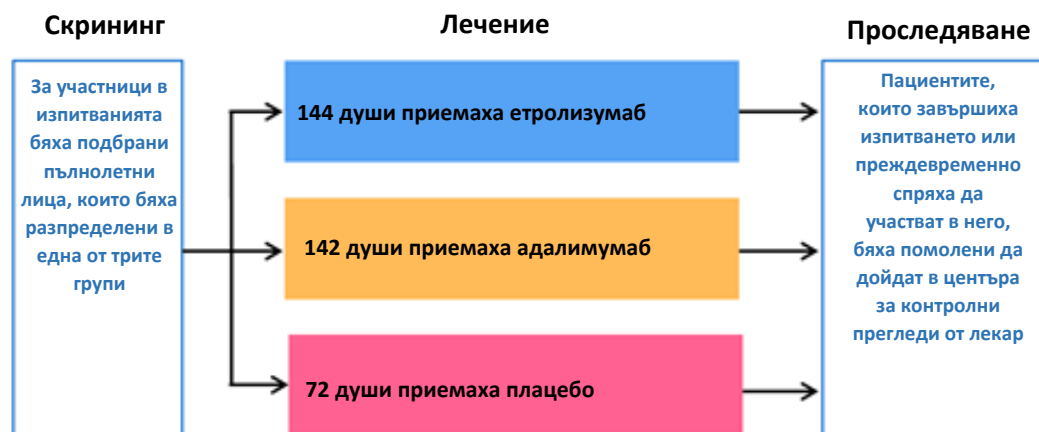 Скрининг
За участници в
изпитванията
бяха подбрани
пълнолетни
лица, които бяха
разпределени в
една от трите
групи
Лечение
144 души приемаха етролизумаб
142 души приемаха адалимумаб
72 души приемаха плацебо
Проследяване
Пациентите,
които завършиха
изпитването или
преждевременно
спряха да
участват в него,
бяха помолени да
дойдат в центъра
за контролни
прегледи от лекар